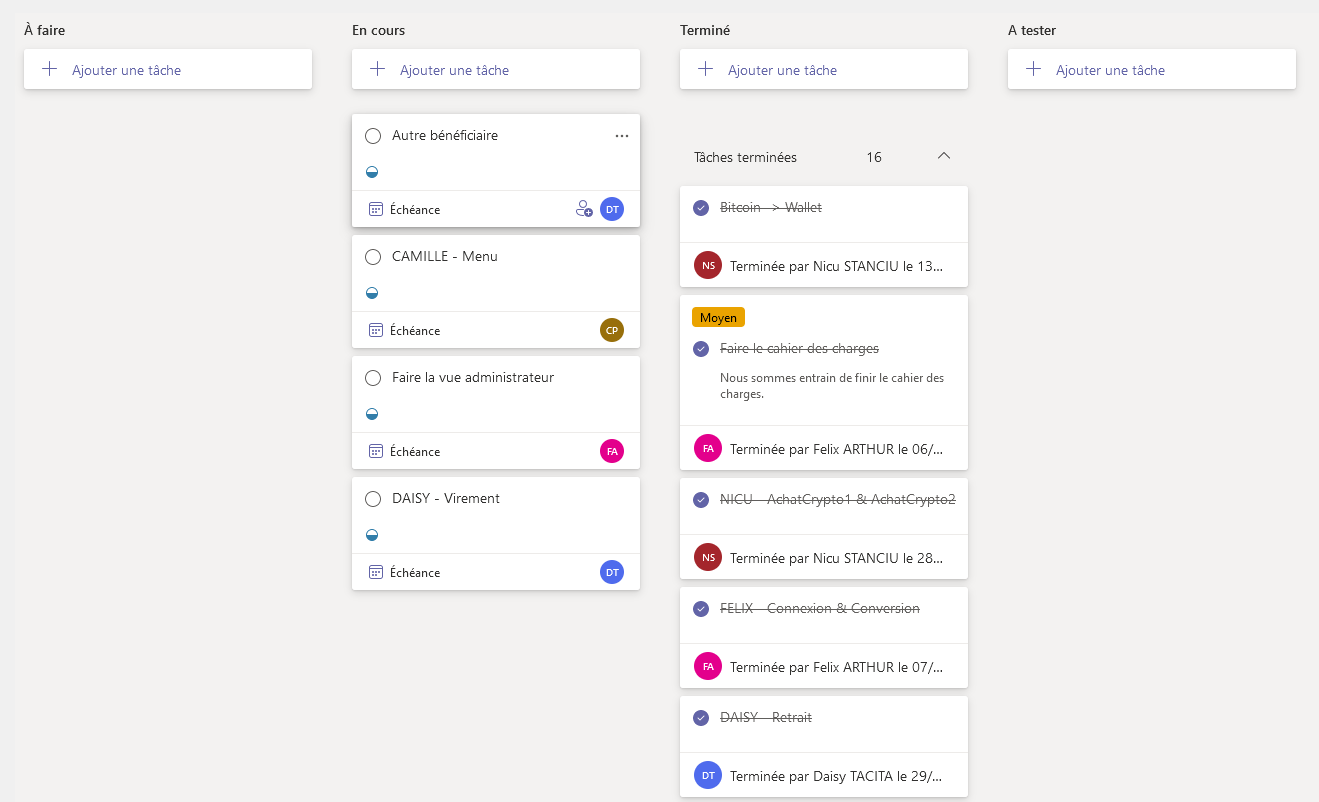 À faire
Ajouter une tâche
En cours
Ajouter une tâche
Autre bénéficiaire
Échéance
DT
CAMILLE - Menu
Échéance
CP
Faire la vue administrateur
Échéance
FA
DAISY - Virement
Échéance
DT
Terminé
Ajouter une tâche
Tâches terminées 16
Bitcoin -> Wallet
NS Terminée par Nicu STANCIU le 13...
Moyen
Faire le cahier des charges
Nous sommes entrain de finir le cahier des
charges.
FA Terminée par Felix ARTHUR le 06/...
NICU - AchatCrypto1 & AchatCrypto2
NS Terminée par Nicu STANCIU le 28...
FELIX - Connexion & Conversion
FA Terminée par Felix ARTHUR le 07/...
DAISY - Retrait
DT Terminée par Daisy TACITA le 29/...
A tester
Ajouter une tâche